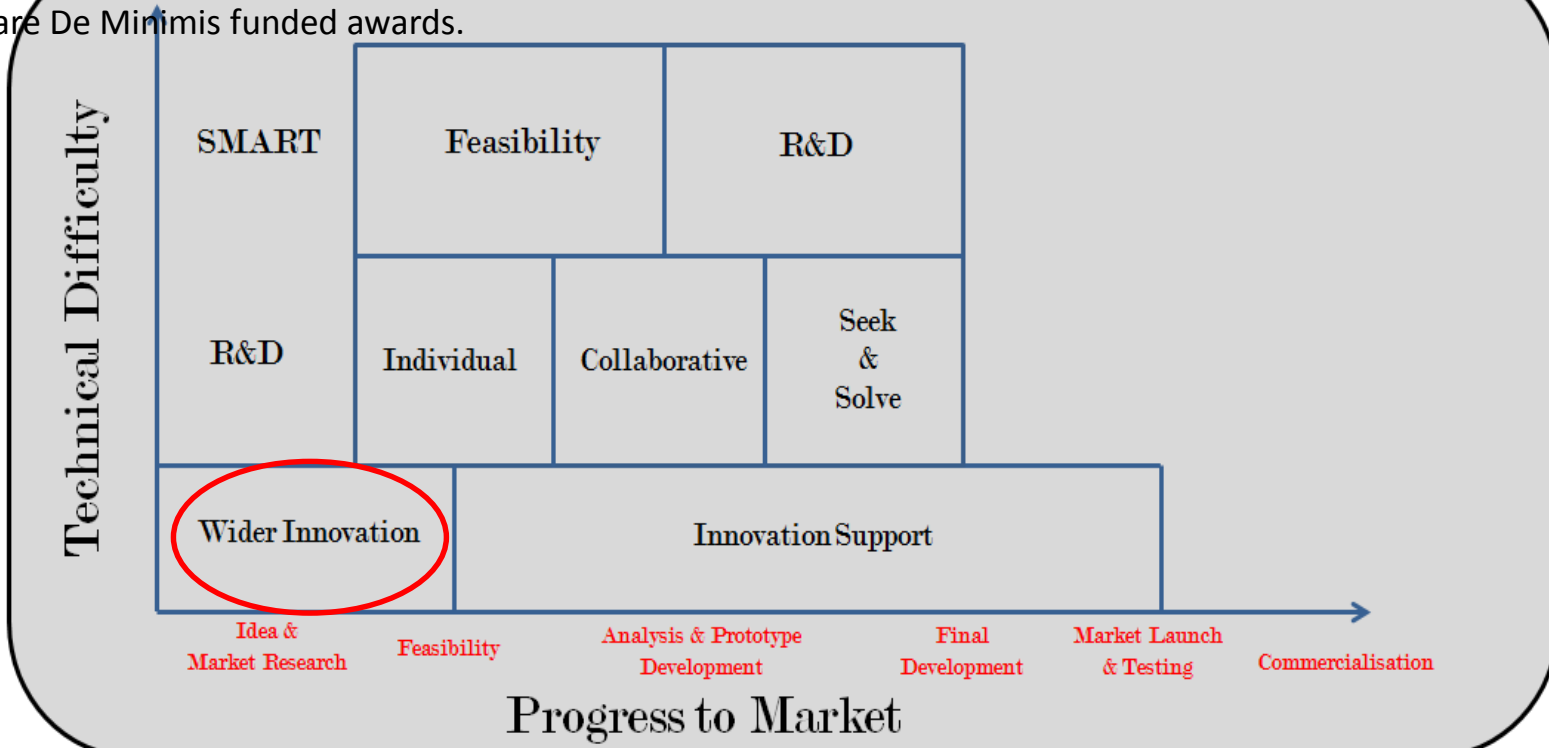 are De Minimis funded awards.
Technical Difficulty
SMART
Feasibility
R&D
R&D
Individual
Collaborative
Seek
&
Solve
Wider Innovation
Innovation Support
Idea &
Market Research
Feasibility
Analysis & Prototype
Development
Final
Development
Market Launch
& Testing
Commercialisation
Progress to Market